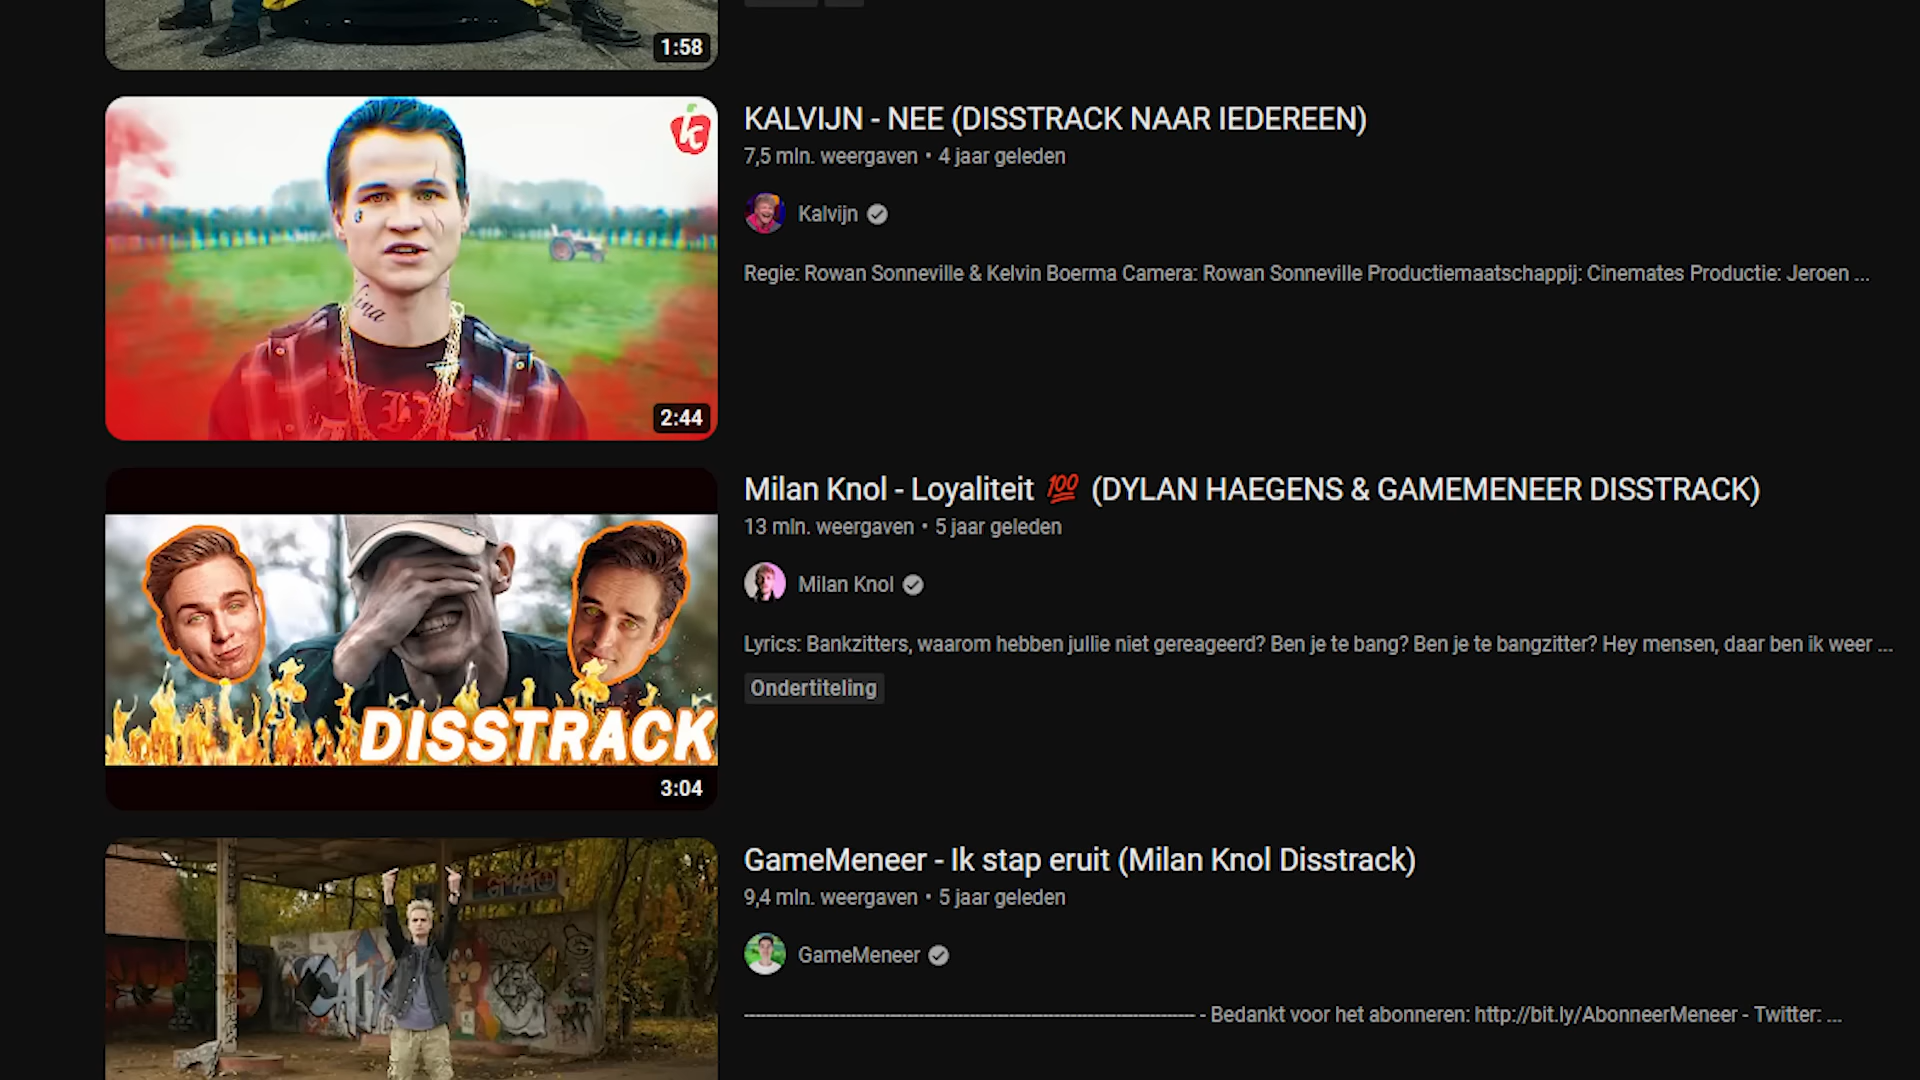 1:58
KALVIJN - NEE (DISSTRACK NAAR IEDEREEN)
7,5 mln. weergaven • 4 jaar geleden
Kalvijn
Regie: Rowan Sonneville & Kelvin Boerma Camera: Rowan Sonneville Productiemaatschappij: Cinemates Productie: Jeroen ...
k
ina
2:44
Milan Knol - Loyaliteit 💯 (DYLAN HAEGENS & GAMEMENEER DISSTRACK)
13 mln. weergaven • 5 jaar geleden
Milan Knol
Lyrics: Bankzitters, waarom hebben jullie niet gereageerd? Ben je te bang? Ben je te bangzitter? Hey mensen, daar ben ik weer ...
Ondertiteling
DISSTRACK
3:04
GameMeneer - Ik stap eruit (Milan Knol Disstrack)
9,4 mln. weergaven • 5 jaar geleden
GameMeneer
- Bedankt voor het abonneren: http://bit.ly/AbonneerMeneer - Twitter: ...